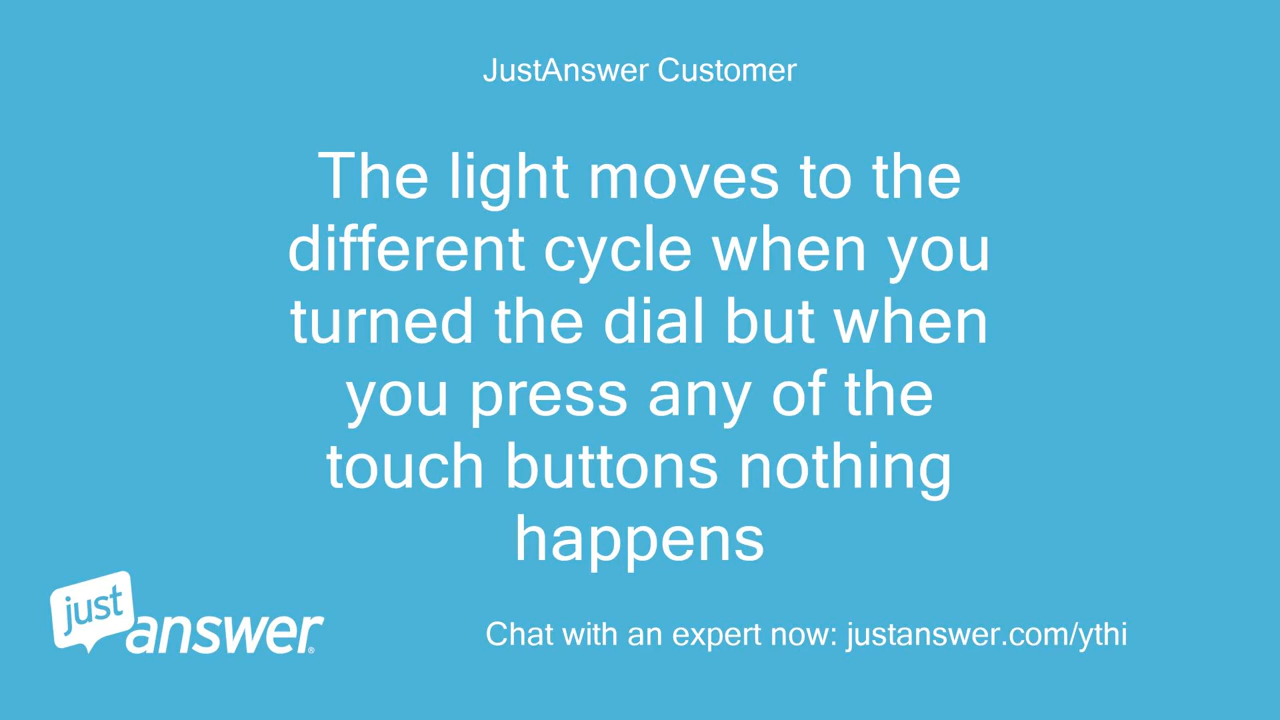 JustAnswer Customer
The light moves to the
different cycle when you
turned the dial but when
you press any of the
touch buttons nothing
happens
just
answer®
Chat with an expert now: justanswer.com/ythi